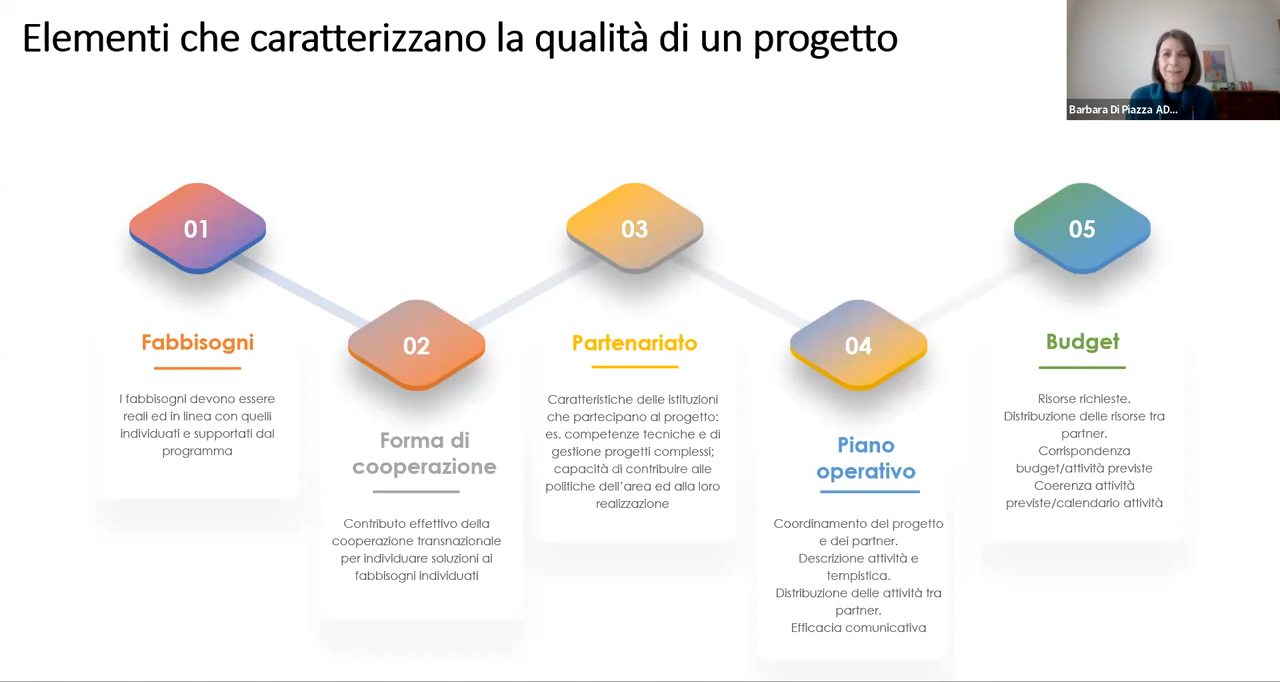 Elementi che caratterizzano la qualità di un progetto
Barbara Di Piazza AD...
01
Fabbisogni
I fabbisogni devono essere
reali ed in linea con quelli
individuati e supportati dal
programma
02
Forma di
cooperazione
Contributo effettivo della
cooperazione transnazionale
per individuare soluzioni ai
fabbisogni individuati
03
Partenariato
Caratteristiche delle istituzioni
che partecipano al progetto:
es. competenze tecniche e di
gestione progetti complessi;
capacità di contribuire alle
politiche dell'area ed alla loro
realizzazione
04
Piano
operativo
Coordinamento del progetto
e dei partner.
Descrizione attività e
tempistica.
Distribuzione delle attività tra
partner.
Efficacia comunicativa
05
Budget
Risorse richieste.
Distribuzione delle risorse tra
partner.
Corrispondenza
budget/attività previste
Coerenza attività
previste/calendario attività